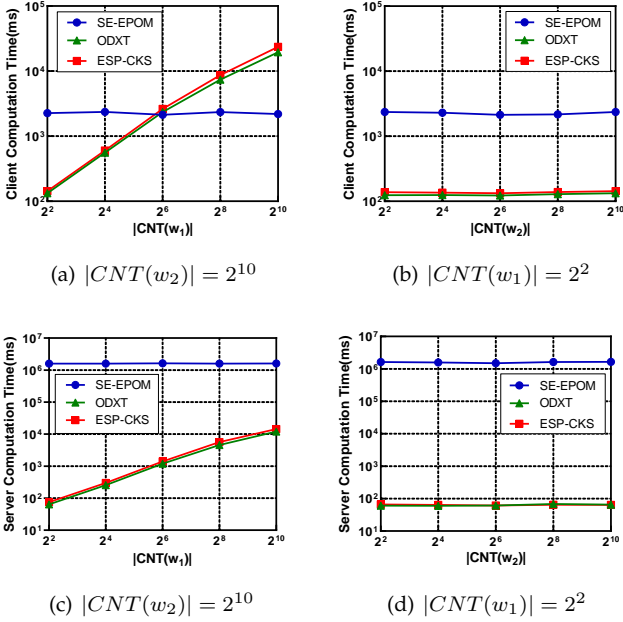 Client Computation Time(ms)
10^5
10^4
10^3
10^2
SE-EPOM
ODXT
ESP-CKS
2^2 2^4 2^6 2^8 2^10
|CNT(w_1)|
(a) |CNT(w_2)| = 2^10
Client Computation Time(ms)
10^5
10^4
10^3
10^2
SE-EPOM
ODXT
ESP-CKS
2^2 2^4 2^6 2^8 2^10
|CNT(w_2)|
(b) |CNT(w_1)| = 2^2
Server Computation Time(ms)
10^7
10^6
10^5
10^4
10^3
10^2
10^1
SE-EPOM
ODXT
ESP-CKS
2^2 2^4 2^6 2^8 2^10
|CNT(w_1)|
(c) |CNT(w_2)| = 2^10
Server Computation Time(ms)
10^7
10^6
10^5
10^4
10^3
10^2
10^1
SE-EPOM
ODXT
ESP-CKS
2^2 2^4 2^6 2^8 2^10
|CNT(w_2)|
(d) |CNT(w_1)| = 2^2